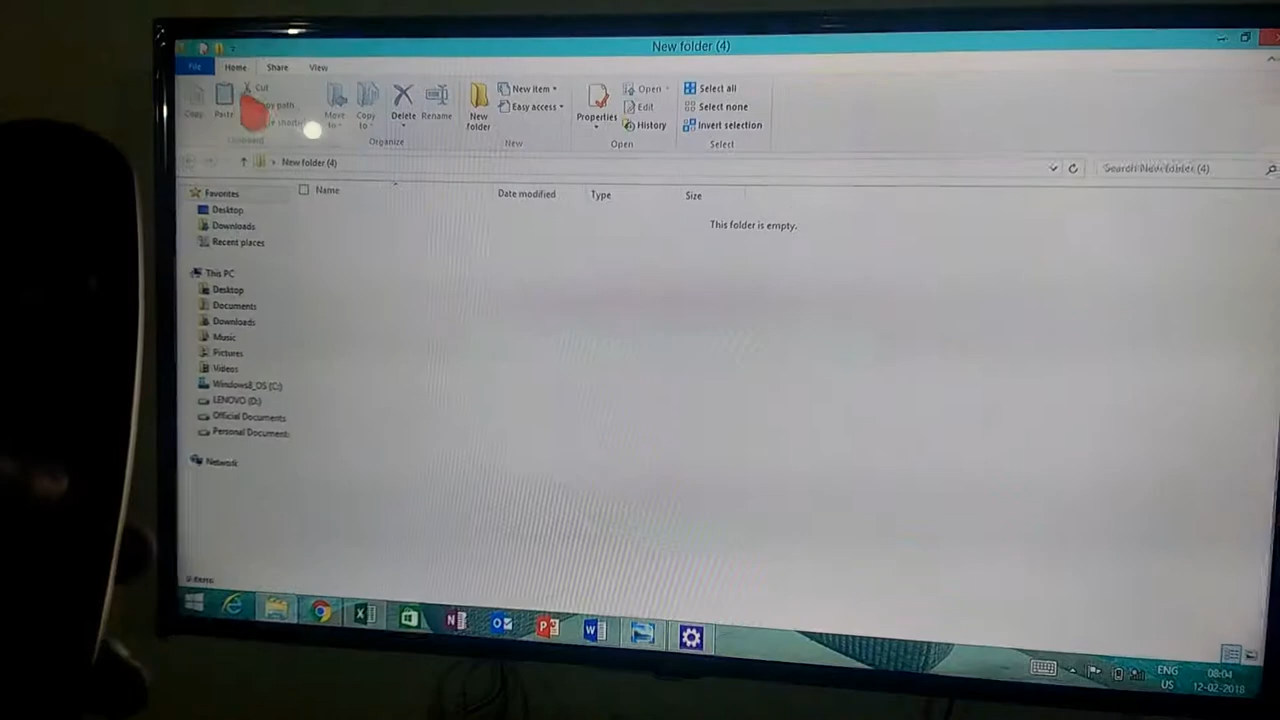 New folder (4)
File Home Share View
Copy
Paste
Cut
path
Move to
Copy to
Delete
Rename
Organize
New folder
New item
Easy access
New
Properties
Open
Edit
History
Open
Select all
Select none
Invert selection
Select
New folder (4)
Search New folder (4)
Name Date modified Type Size
This folder is empty.
Favorites
Desktop
Downloads
Recent places
This PC
Desktop
Documents
Downloads
Music
Pictures
Videos
Windows8_OS (C:)
LENOVO (D:)
Official Documents
Personal Document:
Network
0 items
ENG
US
08:04
12-02-2018